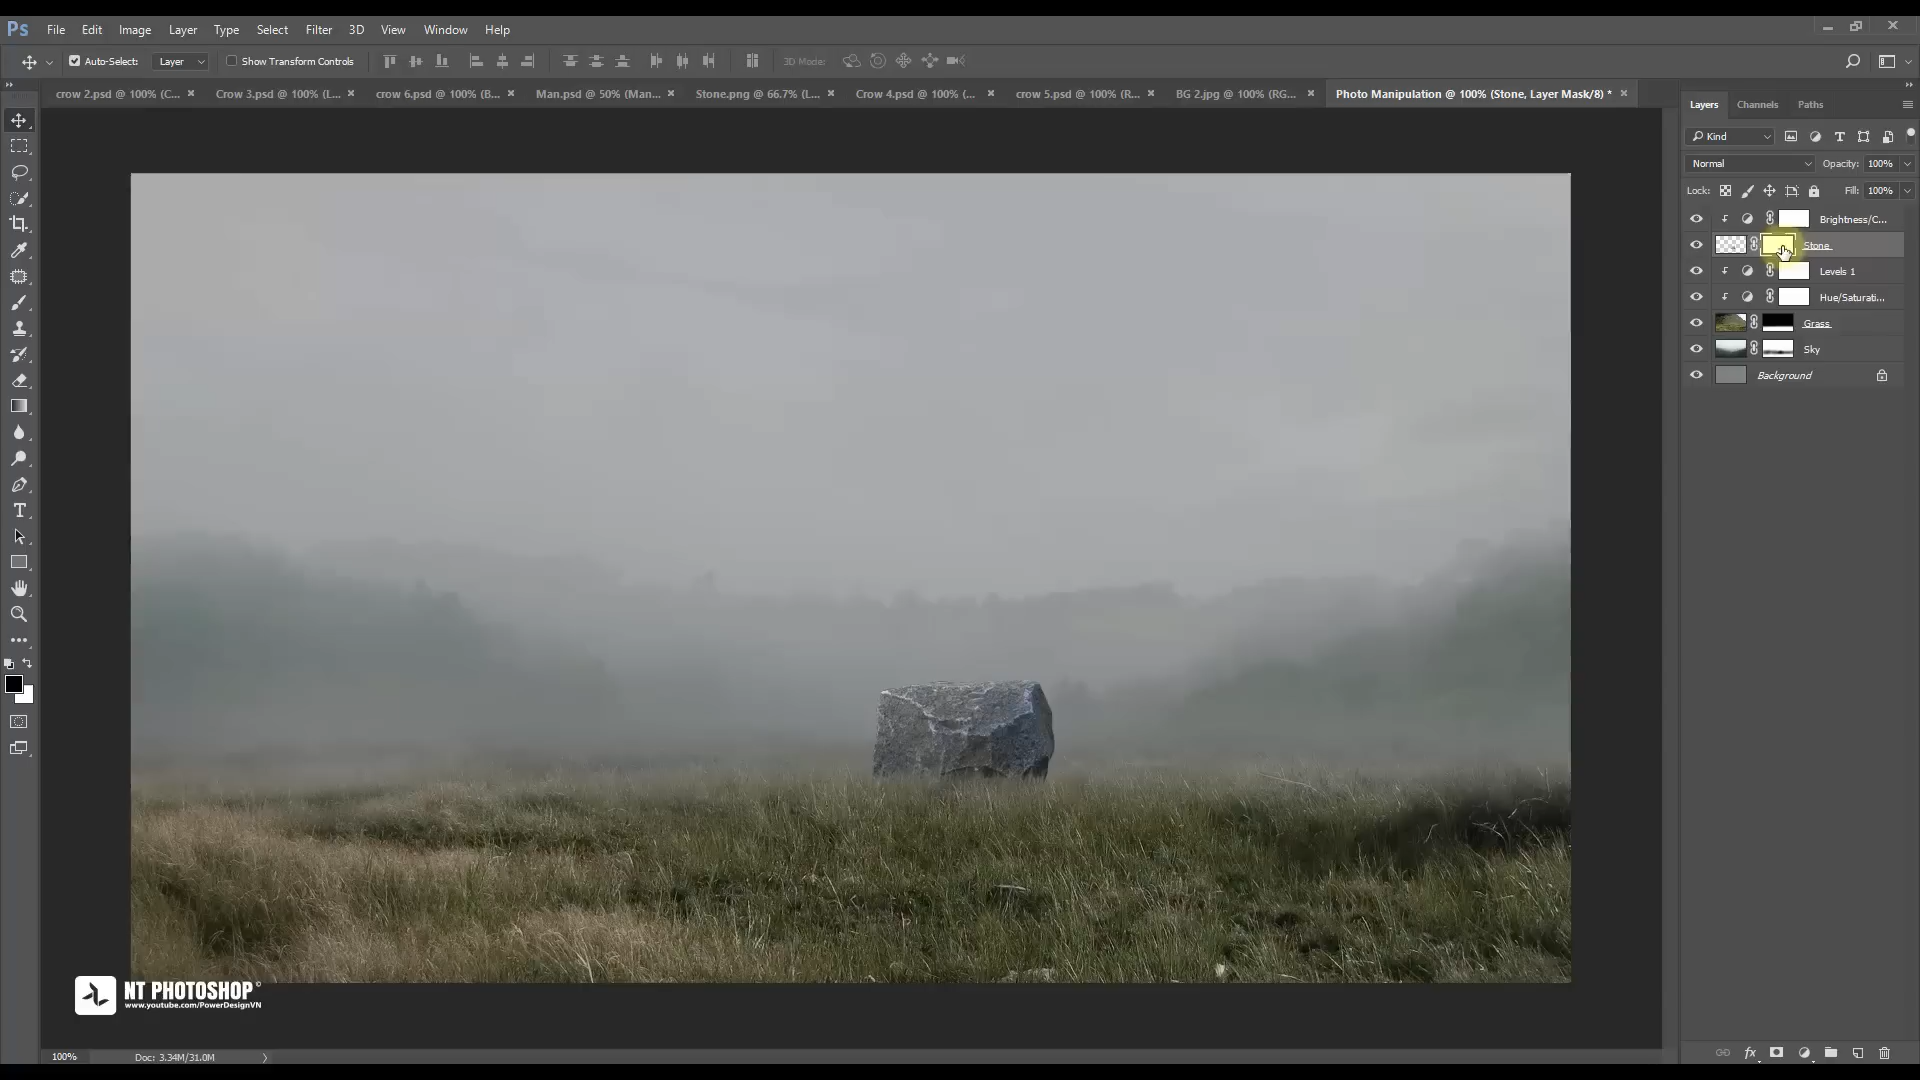 Ps File Edit Image Layer Type Select Filter 3D View Window Help
Auto-Select: Layer Show Transform Controls 3D Mode:
crow 2.psd @ 100% (C... Crow 3.psd @ 100% (L... crow 6.psd @ 100% (B... Man.psd @ 50% (Man... Stone.png @ 66.7% (L... Crow 4.psd @ 100% (... crow 5.psd @ 100% (R... BG 2.jpg @ 100% (RG... Photo Manipulation @ 100% (Stone, Layer Mask/8) *
Layers Channels Paths
Kind
Normal Opacity: 100%
Lock: Fill: 100%
Brightness/C...
Stone
Levels 1
Hue/Saturati...
Grass
Sky
Background
NT PHOTOSHOP©
www.youtube.com/PowerDesignVN
100% Doc: 3.34M/31.0M